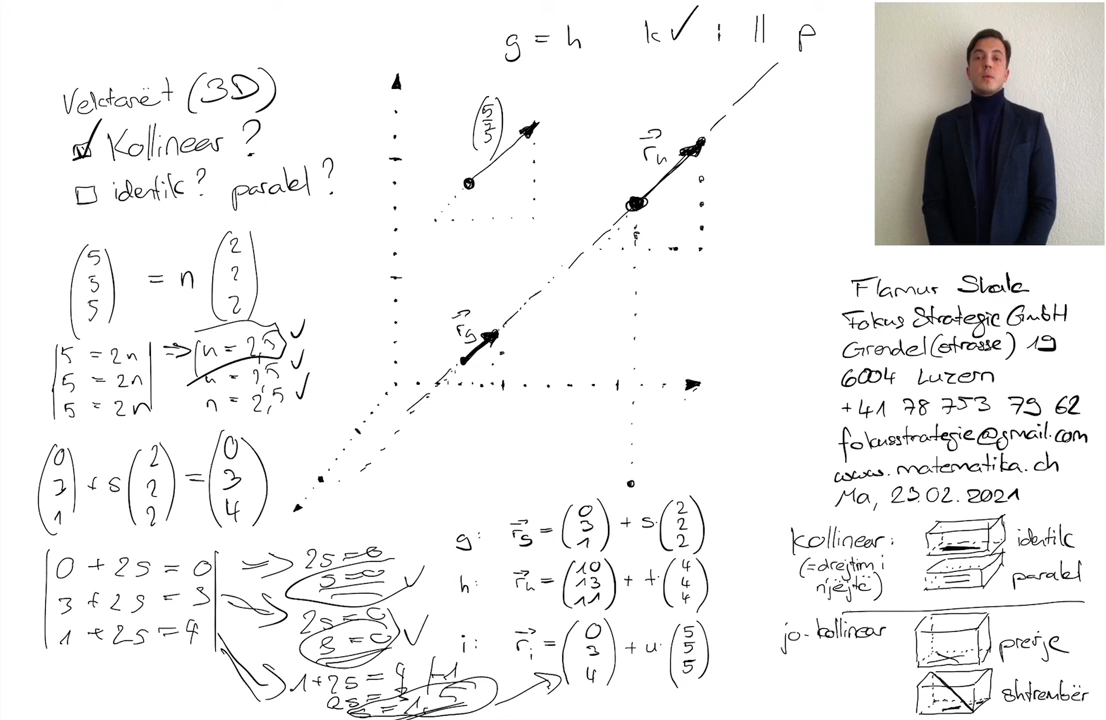 g = h k✓ i || p
Vektorët (3D)
Kollinear ?
identik ? paralel ?
(5 5 5) = n (2 2 2)
5 = 2n => n = 2,5 ✓
5 = 2n n = 2,5 ✓
5 = 2n n = 2,5 ✓
(0 3 1) + s (2 2 2) = (0 3 4)
0 + 2s = 0 => 2s = 0
s = 0 ✓
3 + 2s = 3 2s = 0
s = 0 ✓
1 + 2s = 4
1 + 2s = 4 | -1
2s
(5 5 5)
r⃗h
r⃗g
g: r⃗g = (0 3 1) + s· (2 2 2)
h: r⃗h = (10 13 11) + t· (4 4 4)
i: r⃗i = (0 3 4) + u· (5 5 5)
Flamur Shala
Fokus Strategie GmbH
Grendel (strasse) 19
6004 Luzern
+41 78 753 79 62
fokusstrategie@gmail.com
www.matematika.ch
Ma, 23.02.2021
kollinear: identik
(=drejtim i
njëjtë) paralel
jo-kollinear prerje
shtrembër